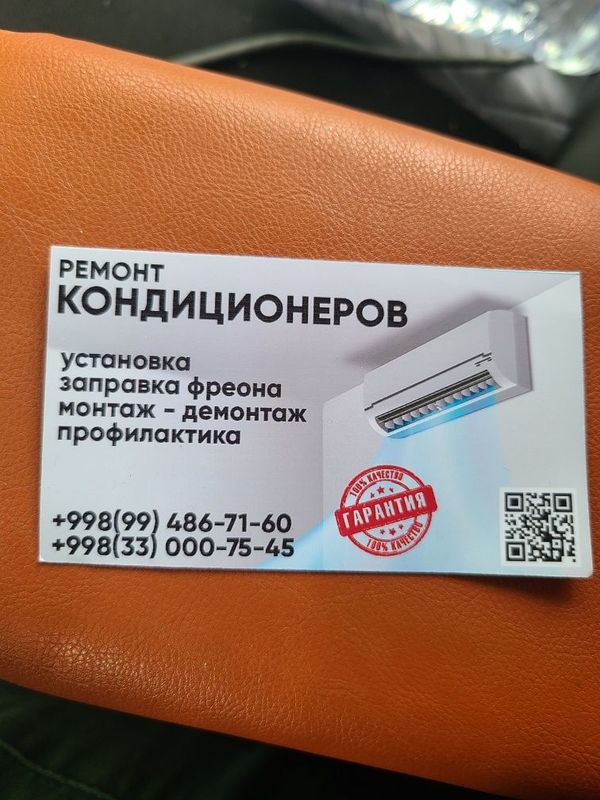 РЕМОНТ
КОНДИЦИОНЕРОВ
установка
заправка фреона
монтаж - демонтаж
профилактика
100% КАЧЕСТВО
ГАРАНТИЯ
100% КАЧЕСТВО
+998(99) 486-71-60
+998(33) 000-75-45